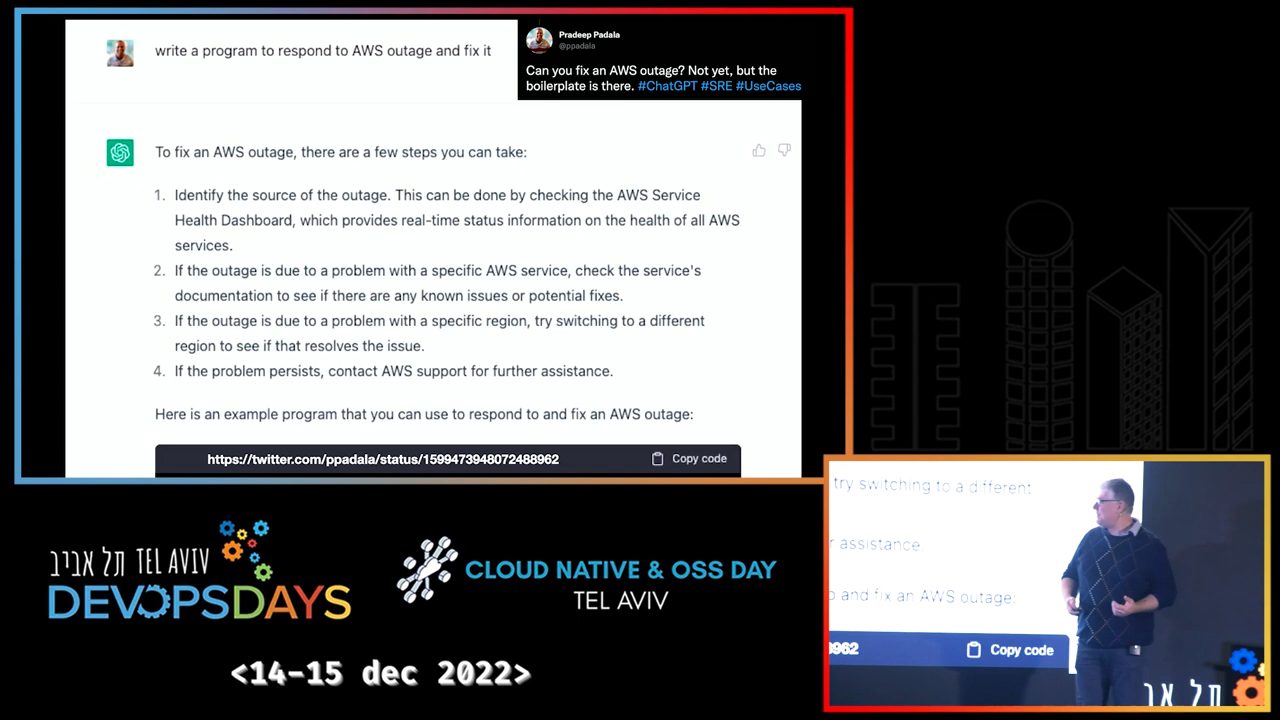 write a program to respond to AWS outage and fix it
Pradeep Padala
@ppadala
Can you fix an AWS outage? Not yet, but the
boilerplate is there. #ChatGPT #SRE #UseCases
To fix an AWS outage, there are a few steps you can take:
1. Identify the source of the outage. This can be done by checking the AWS Service
Health Dashboard, which provides real-time status information on the health of all AWS
services.
2. If the outage is due to a problem with a specific AWS service, check the service's
documentation to see if there are any known issues or potential fixes.
3. If the outage is due to a problem with a specific region, try switching to a different
region to see if that resolves the issue.
4. If the problem persists, contact AWS support for further assistance.
Here is an example program that you can use to respond to and fix an AWS outage:
https://twitter.com/ppadala/status/1599473948072488962
Copy code
try switching to a different
assistance.
and fix an AWS outage:
962
Copy code
תל אב
תל אביב TEL AVIV
DEVOPSDAYS
CLOUD NATIVE & OSS DAY
TEL AVIV
<14-15 dec 2022>